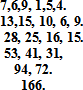 7,6,9, 1,5,4.
13,15, 10, 6, 9.
28, 25, 16, 15.
53, 41, 31,
94, 72.
166.